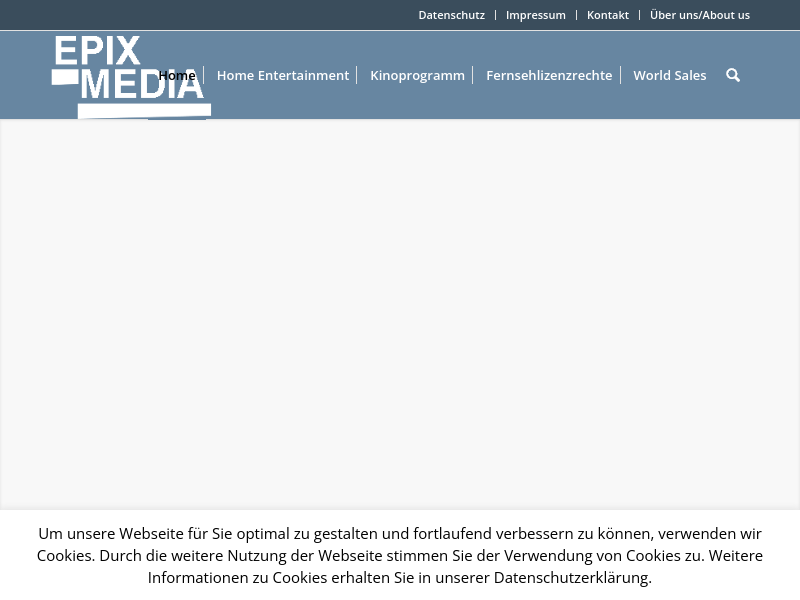 Datenschutz
Impressum
Kontakt
Über uns/About us
EPIX
MEDIA
Home
Home Entertainment
Kinoprogramm
Fernsehlizenzrechte
World Sales
Um unsere Webseite für Sie optimal zu gestalten und fortlaufend verbessern zu können, verwenden wir
Cookies. Durch die weitere Nutzung der Webseite stimmen Sie der Verwendung von Cookies zu. Weitere
Informationen zu Cookies erhalten Sie in unserer Datenschutzerklärung.